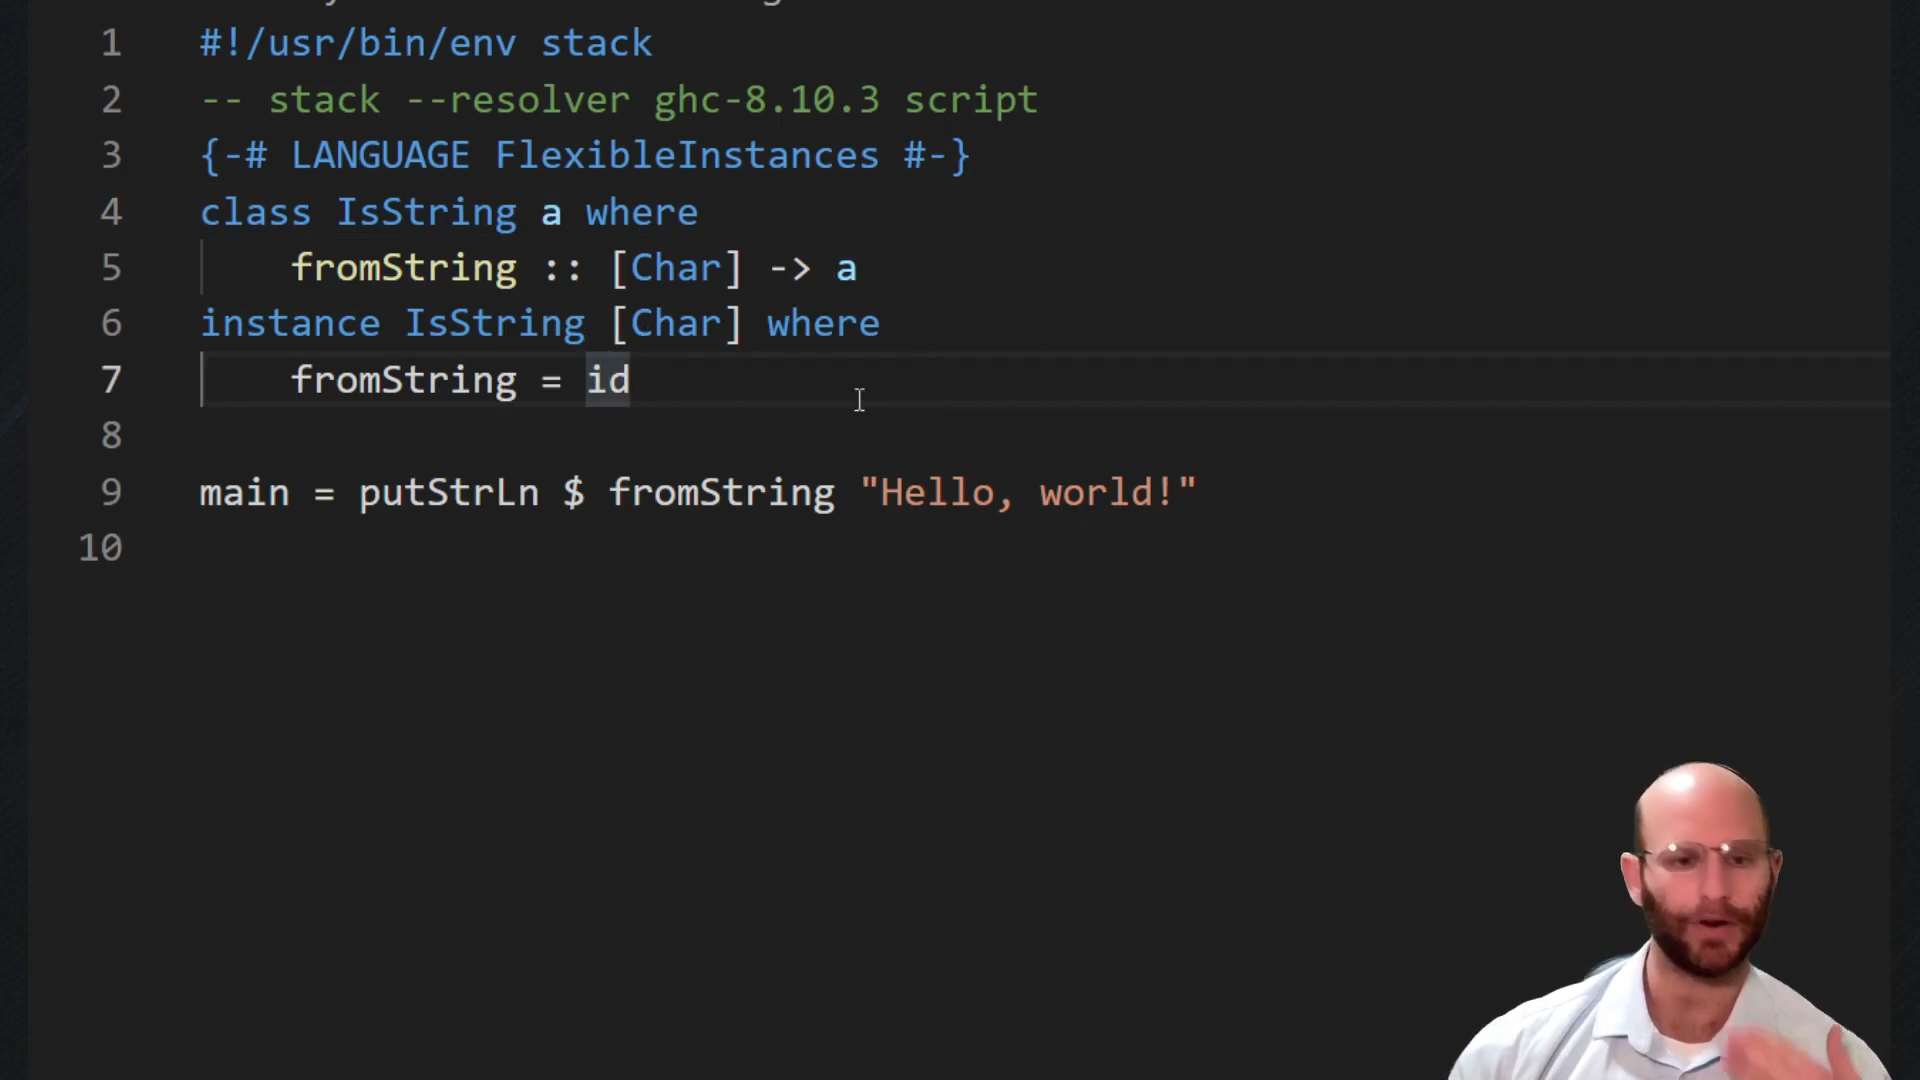 1 #!/usr/bin/env stack
2 -- stack --resolver ghc-8.10.3 script
3 {-# LANGUAGE FlexibleInstances #-}
4 class IsString a where
5     fromString :: [Char] -> a
6 instance IsString [Char] where
7     fromString = id
8
9 main = putStrLn $ fromString "Hello, world!"
10